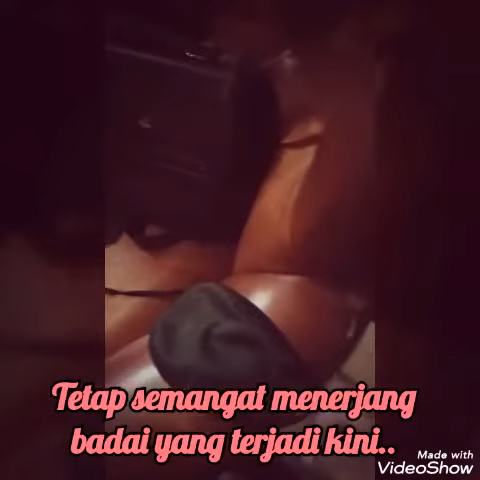 Tetap semangat menerjang
badai yang terjadi kini..
Made with
VideoShow